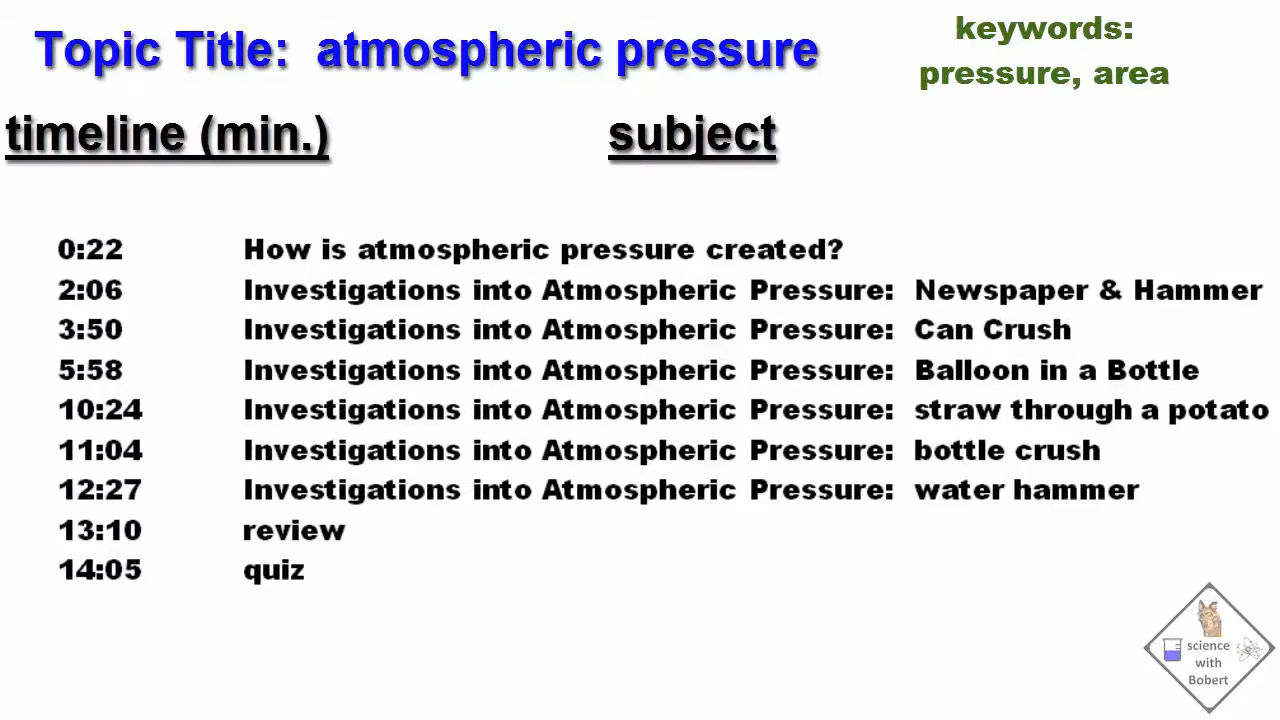 Topic Title: atmospheric pressure
keywords:
pressure, area
timeline (min.) subject
0:22 How is atmospheric pressure created?
2:06 Investigations into Atmospheric Pressure: Newspaper & Hammer
3:50 Investigations into Atmospheric Pressure: Can Crush
5:58 Investigations into Atmospheric Pressure: Balloon in a Bottle
10:24 Investigations into Atmospheric Pressure: straw through a potato
11:04 Investigations into Atmospheric Pressure: bottle crush
12:27 Investigations into Atmospheric Pressure: water hammer
13:10 review
14:05 quiz
science
with
Bobert